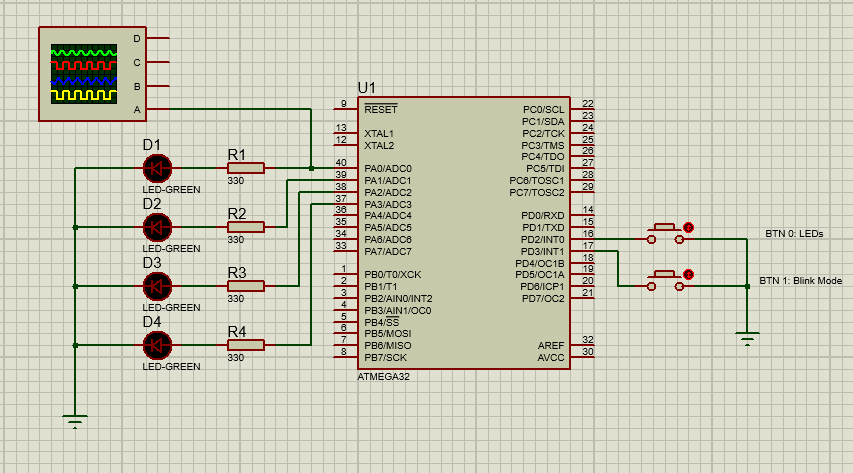 D
C
B
A
U1
9 RESET PC0/SCL 22
PC1/SDA 23
13 XTAL1 PC2/TCK 24
12 XTAL2 PC3/TMS 25
PC4/TDO 26
40 PA0/ADC0 PC5/TDI 27
39 PA1/ADC1 PC6/TOSC1 28
38 PA2/ADC2 PC7/TOSC2 29
37 PA3/ADC3
36 PA4/ADC4 PD0/RXD 14
35 PA5/ADC5 PD1/TXD 15
34 PA6/ADC6 PD2/INT0 16
33 PA7/ADC7 PD3/INT1 17
PD4/OC1B 18
1 PB0/T0/XCK PD5/OC1A 19
2 PB1/T1 PD6/ICP1 20
3 PB2/AIN0/INT2 PD7/OC2 21
4 PB3/AIN1/OC0
5 PB4/SS
6 PB5/MOSI
7 PB6/MISO AREF 32
8 PB7/SCK AVCC 30
ATMEGA32
D1 R1
LED-GREEN 330
D2 R2
LED-GREEN 330
D3 R3
LED-GREEN 330
D4 R4
LED-GREEN 330
BTN 0: LEDs
BTN 1: Blink Mode